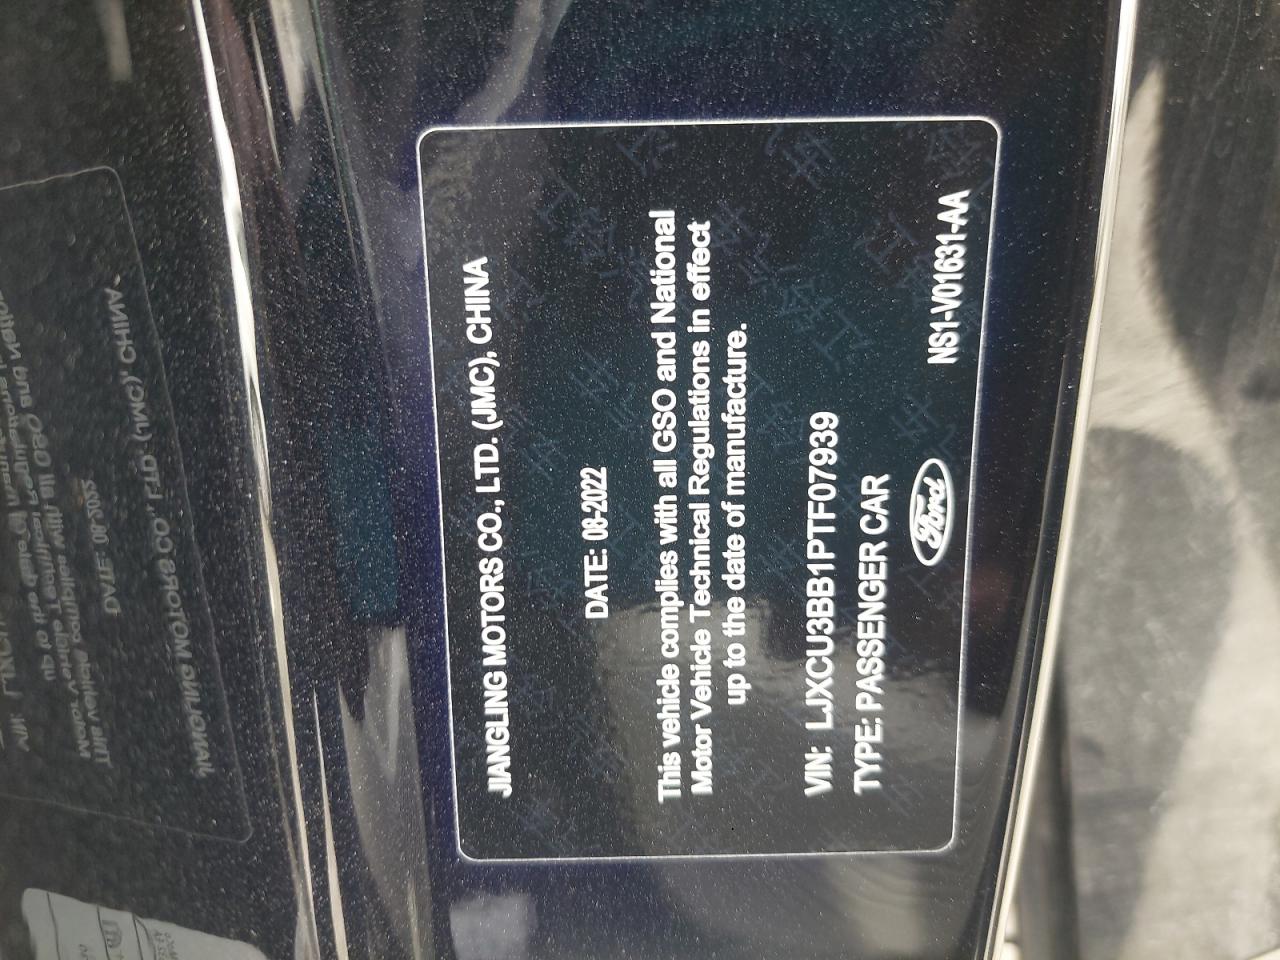 JIANGLING MOTORS CO., LTD. (JMC), CHINA
DATE: 08-2022
This vehicle complies with all GSO and National
Motor Vehicle Technical Regulations in effect
up to the date of manufacture.
VIN: LJXCU3BB1PTF07939
TYPE: PASSENGER CAR
Ford
NS1-V01631-AA